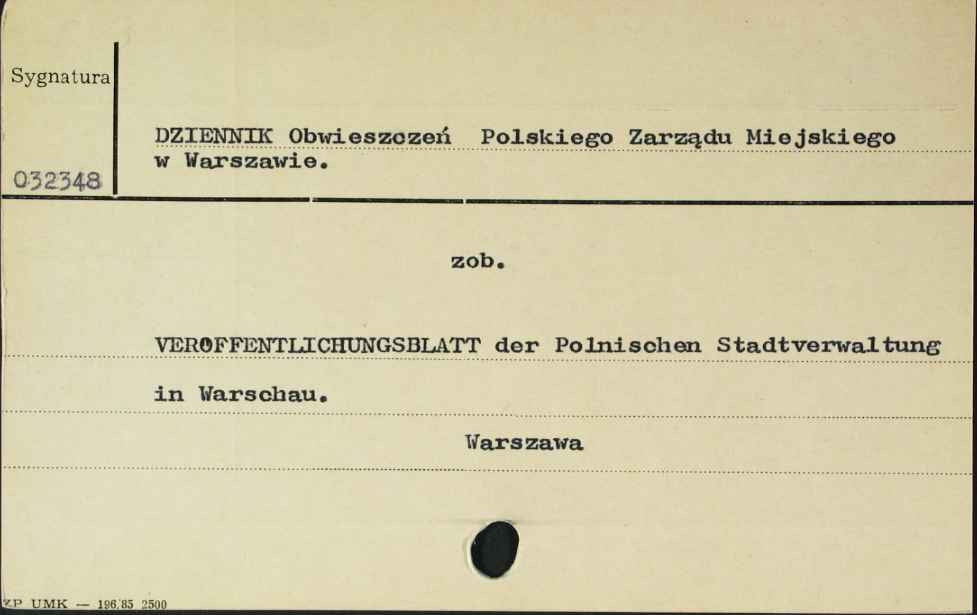 Sygnatura
DZIENNIK Obwieszczeń Polskiego Zarządu Miejskiego
w Warszawie.
032348
zob.
VEROFFENTLICHUNGSBLATT der Polnischen Stadtverwaltung
in Warschau.
Warszawa
ZP UMK — 196/85 2500